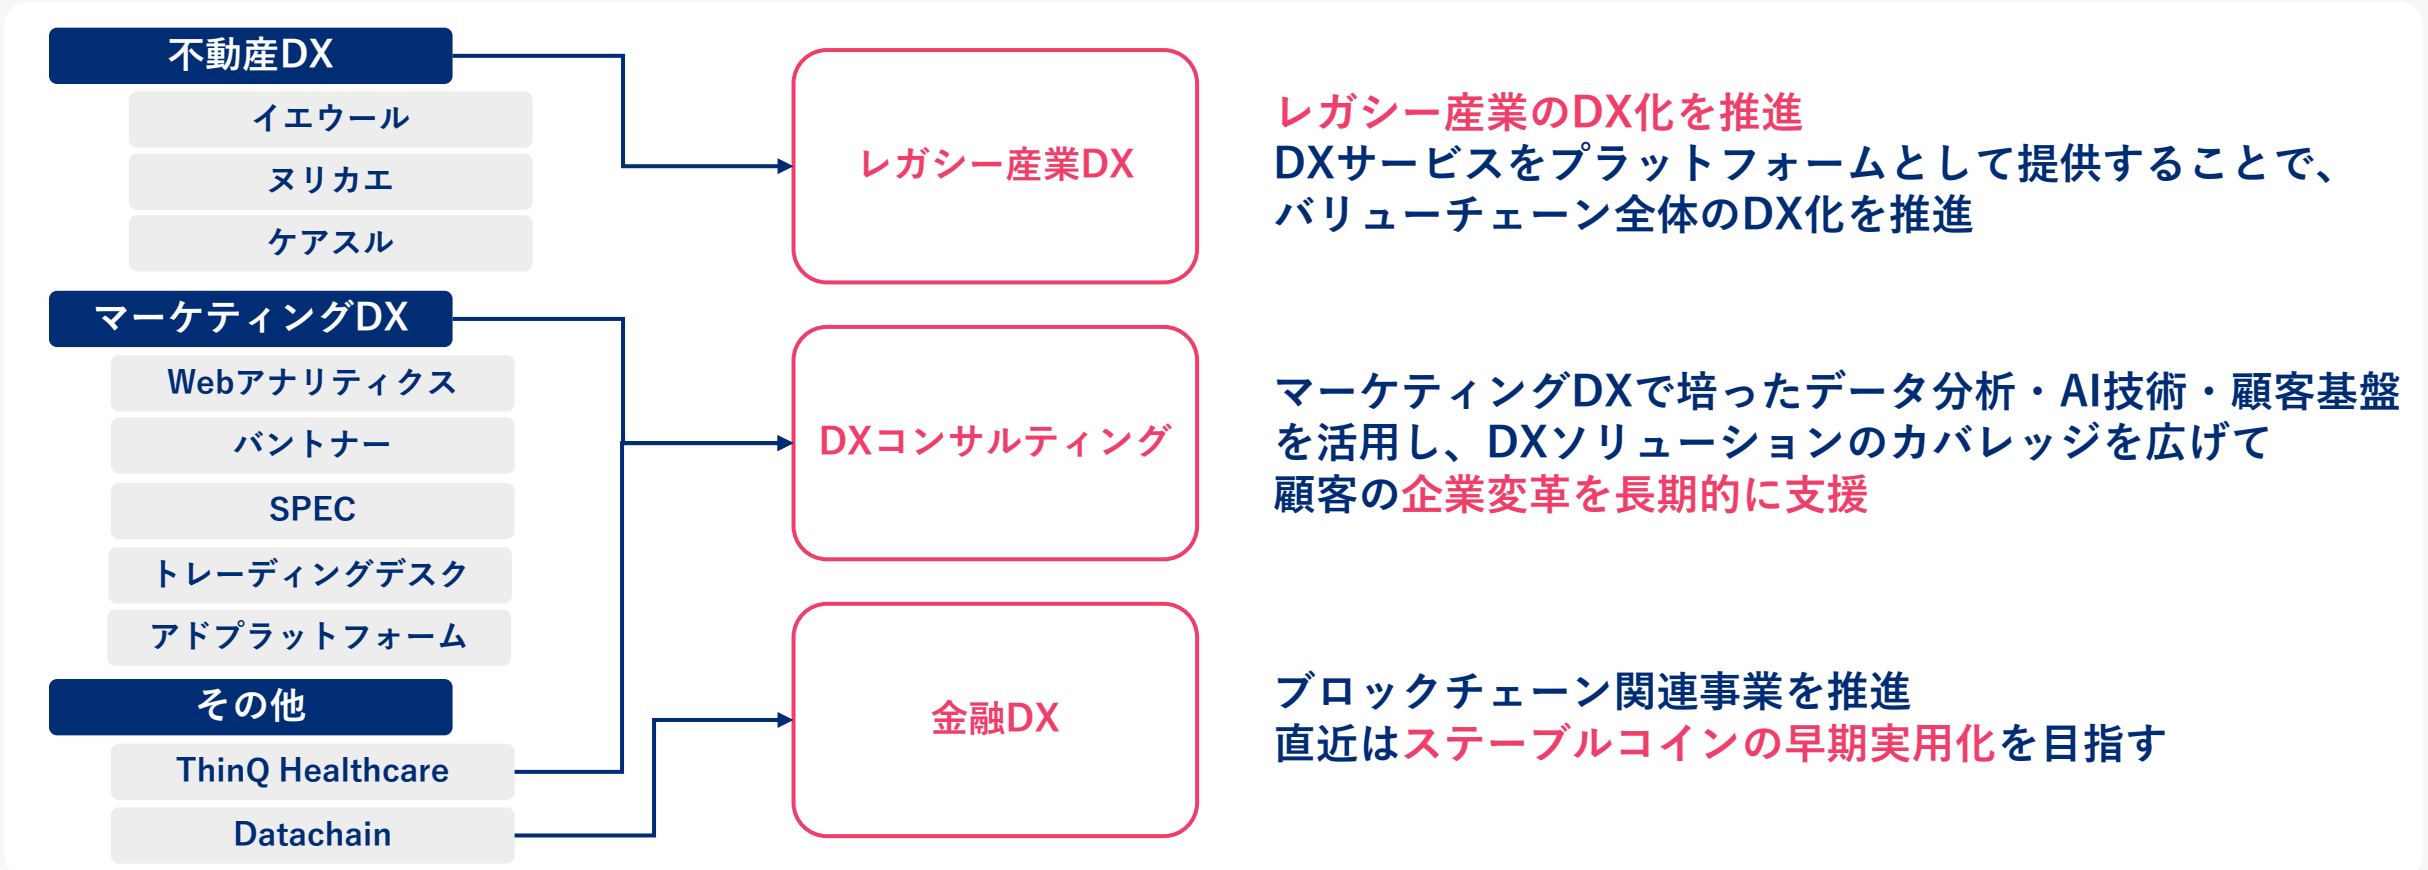 不動産DX
イエウール
ヌリカエ
ケアスル
マーケティングDX
Webアナリティクス
バントナー
SPEC
トレーディングデスク
アドプラットフォーム
その他
ThinQ Healthcare
Datachain
レガシー産業DX
DXコンサルティング
金融DX
レガシー産業のDX化を推進
DXサービスをプラットフォームとして提供することで、
バリューチェーン全体のDX化を推進
マーケティングDXで培ったデータ分析・AI技術・顧客基盤
を活用し、DXソリューションのカバレッジを広げて
顧客の企業変革を長期的に支援
ブロックチェーン関連事業を推進
直近はステーブルコインの早期実用化を目指す